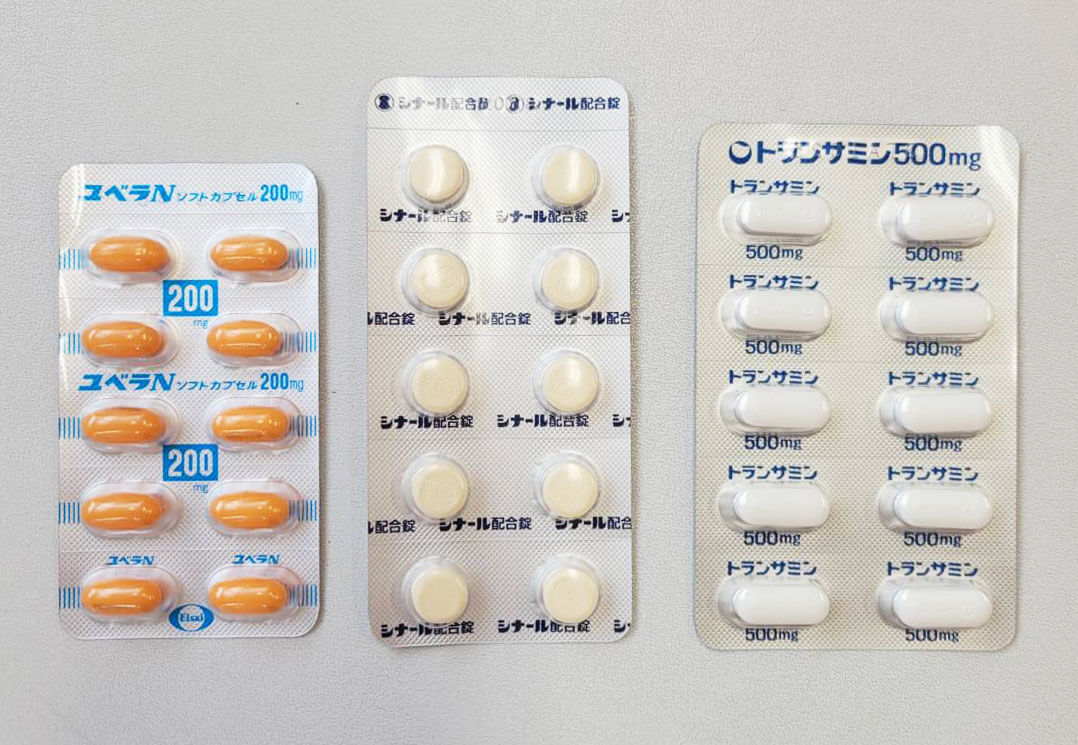 ユベラN ソフトカプセル 200mg
200
mg
ユベラN ソフトカプセル 200mg
200
mg
ユベラN ユベラN
Eisai
シナール配合 シナール配合錠
シナール配合錠 シナール配合錠 シ
ル配合錠 シナール配合錠 シナール配合
シナール配合錠 シナール配合錠 シ
ル配合錠 シナール配合錠 シナール配合
シナール配合錠 シナール配合錠 シ
トランサミン500mg
トランサミン トランサミン
500mg 500mg
トランサミン トランサミン
500mg 500mg
トランサミン トランサミン
500mg 500mg
トランサミン トランサミン
500mg 500mg
トランサミン トランサミン
500mg 500mg